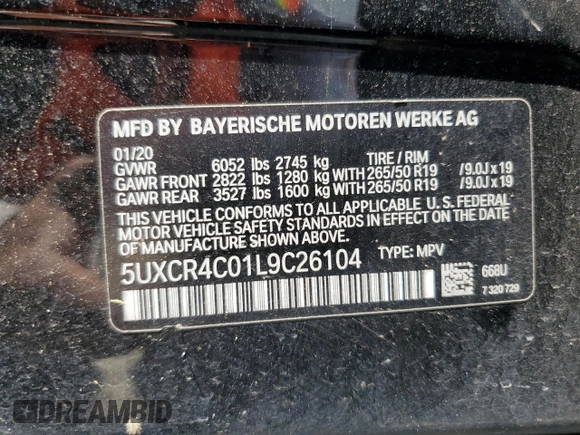 MFD BY BAYERISCHE MOTOREN WERKE AG
01/20
GVWR 6052 lbs 2745 kg TIRE / RIM
GAWR FRONT 2822 lbs 1280 kg WITH 265/50 R19 /9.0J x 19
GAWR REAR 3527 lbs 1600 kg WITH 265/50 R19 /9.0J x 19
THIS VEHICLE CONFORMS TO ALL APPLICABLE U.S. FEDERAL
MOTOR VEHICLE SAFETY STANDARDS IN EFFECT ON THE
DATE OF MANUFACTURE SHOWN ABOVE.
5UXCR4C01L9C26104 TYPE: MPV
668U
7 320 729
DREAMBID